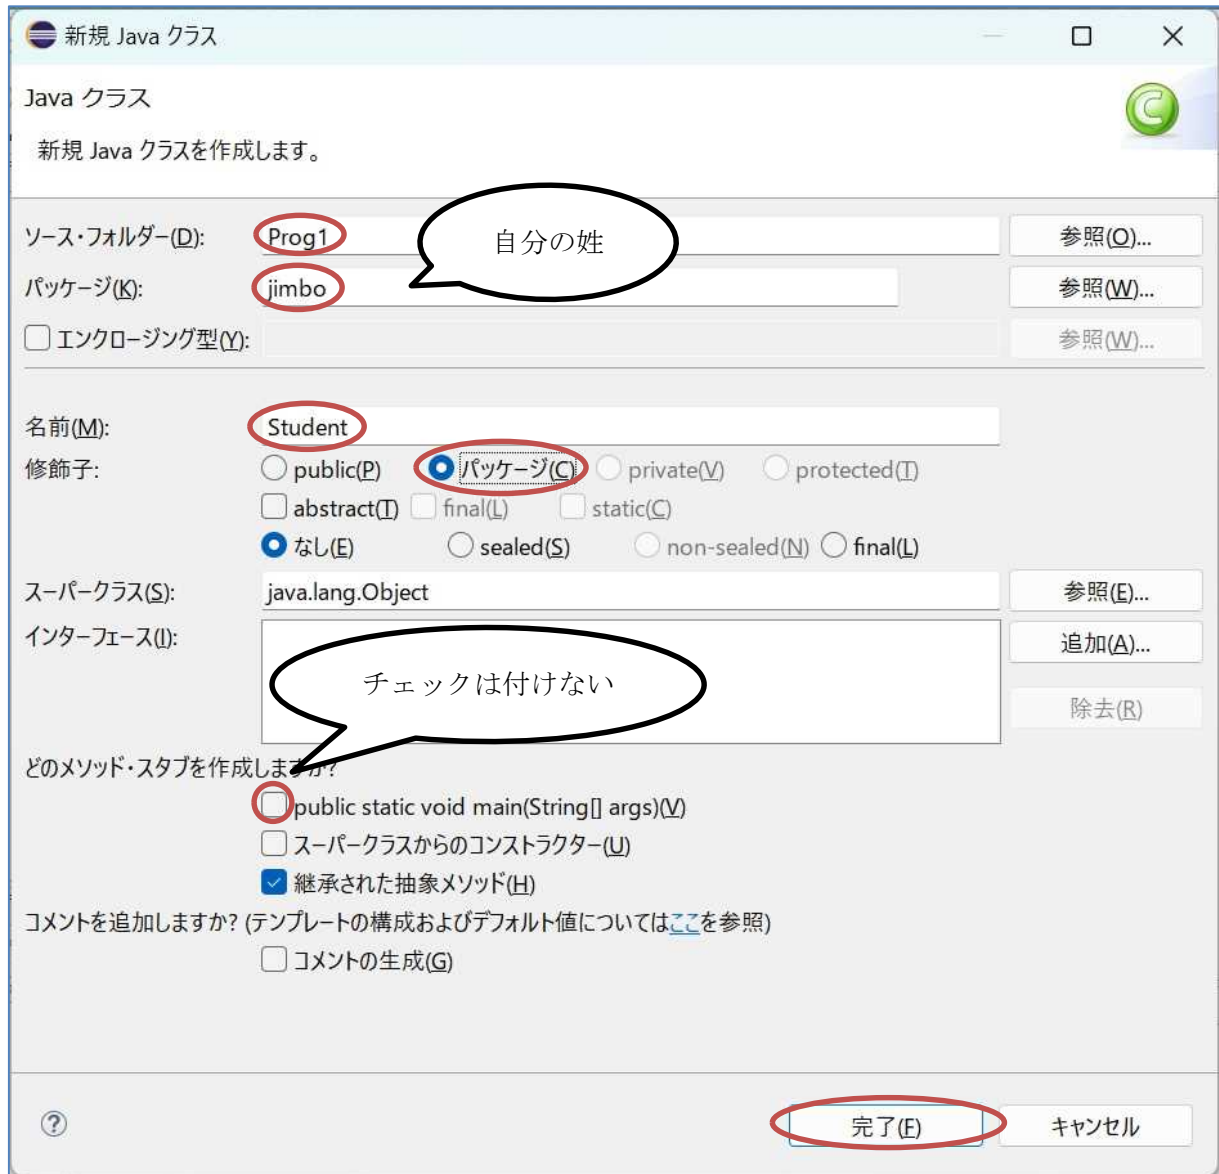 新規 Java クラス
Java クラス
新規 Java クラスを作成します。
ソース・フォルダー(D): Prog1 参照(O)...
自分の姓
パッケージ(K): jimbo 参照(W)...
エンクロージング型(Y): 参照(W)...
名前(M): Student
修飾子: public(P) パッケージ(C) private(V) protected(T)
abstract(T) final(L) static(C)
なし(E) sealed(S) non-sealed(N) final(L)
スーパークラス(S): java.lang.Object 参照(E)...
インターフェース(I): 追加(A)...
チェックは付けない
除去(R)
どのメソッド・スタブを作成しますか?
public static void main(String[] args)(V)
スーパークラスからのコンストラクター(U)
継承された抽象メソッド(H)
コメントを追加しますか? (テンプレートの構成およびデフォルト値についてはここを参照)
コメントの生成(G)
完了(F) キャンセル